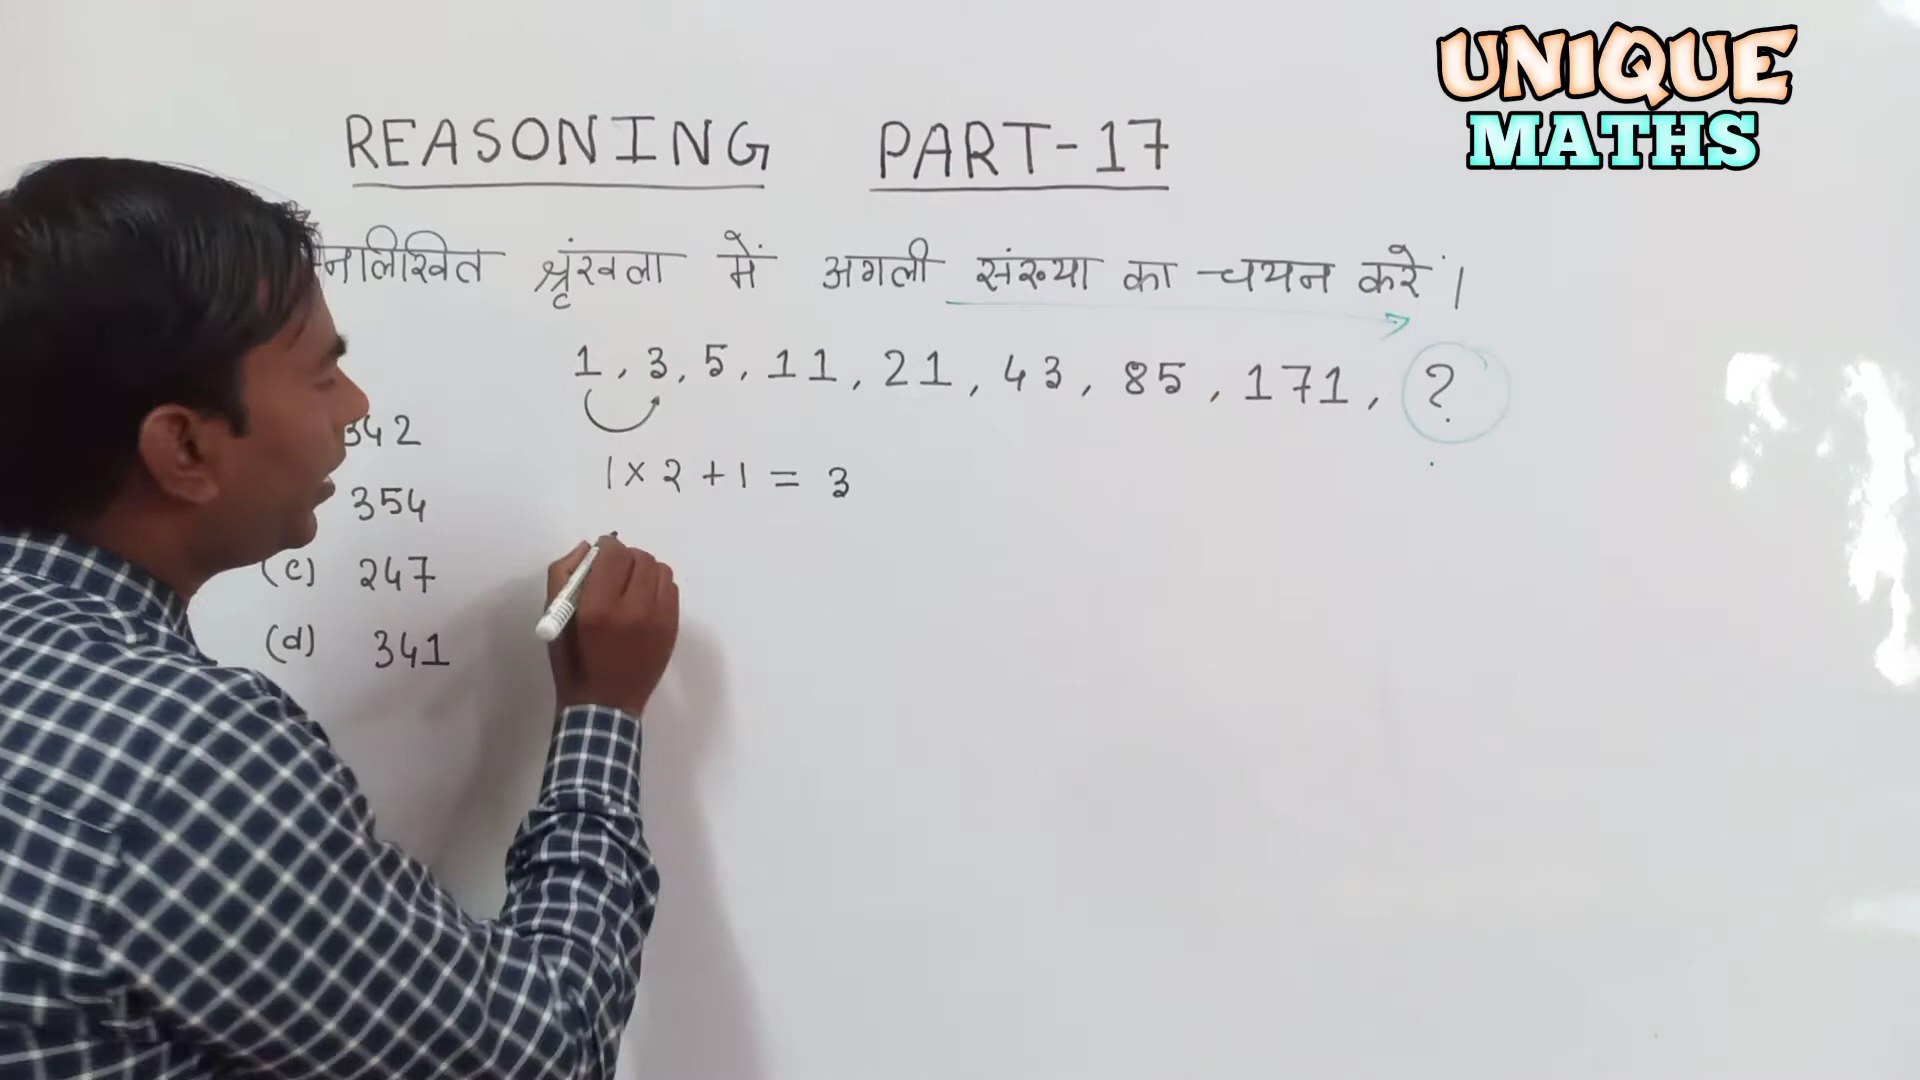 UNIQUE
MATHS
REASONING PART-17
श्रृंखला में अगली संख्या का चयन करें।
1, 3, 5, 11, 21, 43, 85, 171, ?
342
1 × 2 + 1 = 3
354
(c) 247
(d) 341